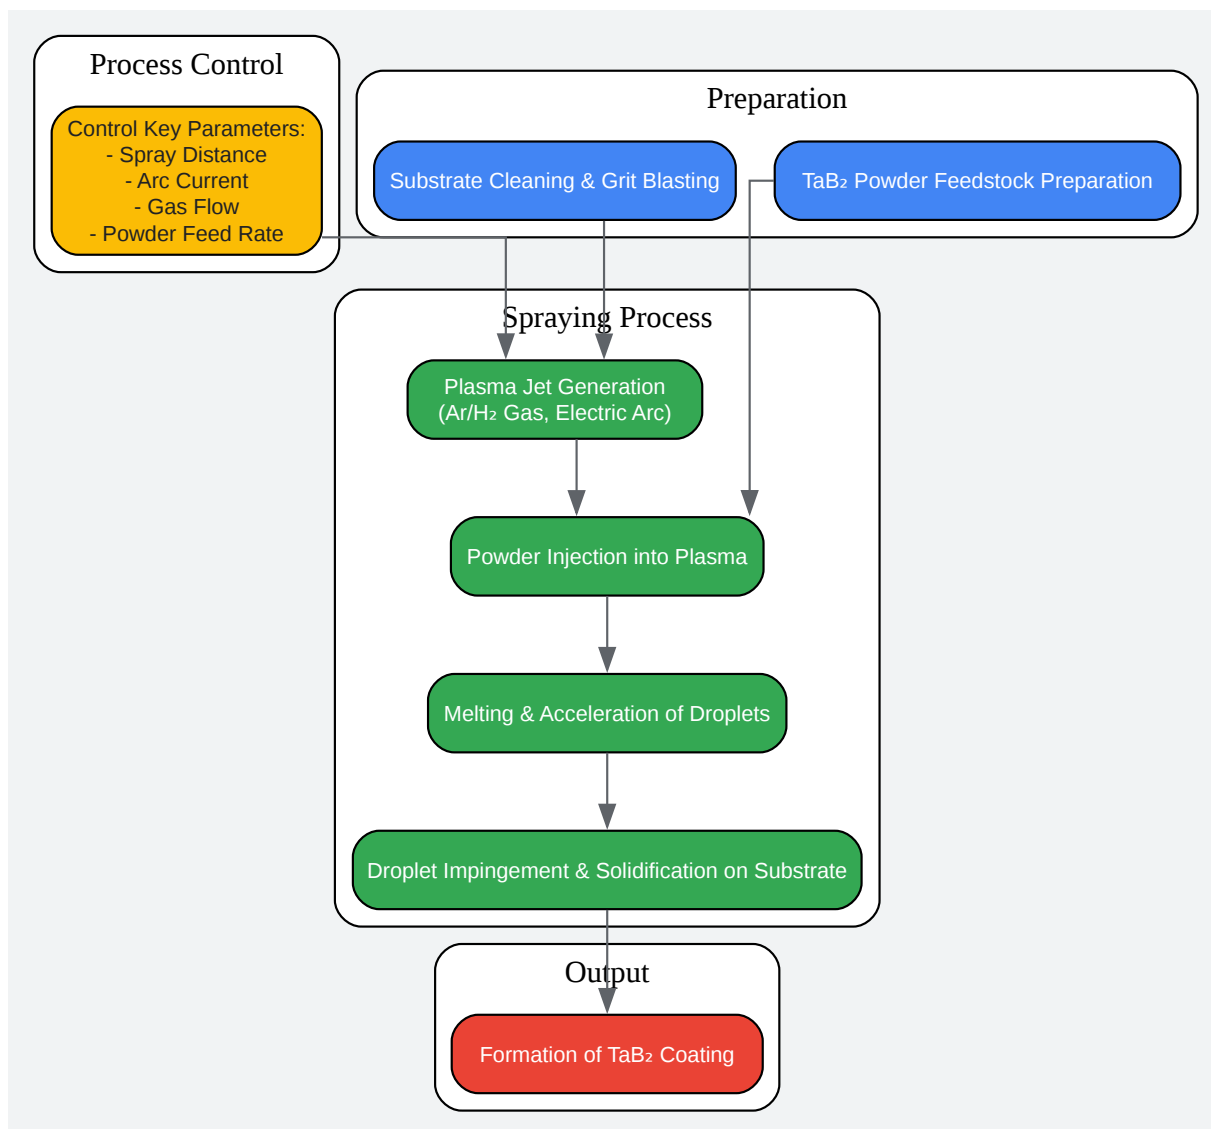 Process Control
Control Key Parameters:
- Spray Distance
- Arc Current
- Gas Flow
- Powder Feed Rate
Preparation
Substrate Cleaning & Grit Blasting
TaB₂ Powder Feedstock Preparation
Spraying Process
Plasma Jet Generation
(Ar/H₂ Gas, Electric Arc)
Powder Injection into Plasma
Melting & Acceleration of Droplets
Droplet Impingement & Solidification on Substrate
Output
Formation of TaB₂ Coating